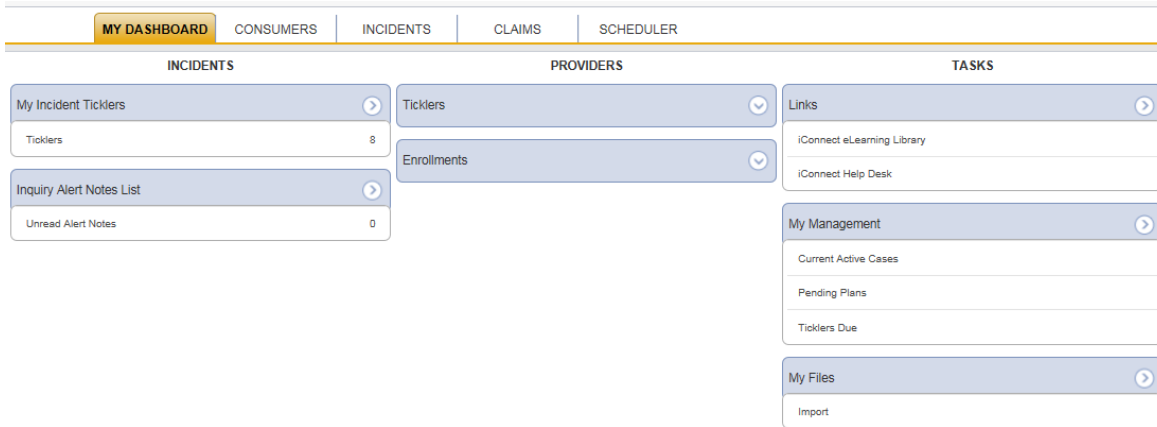 MY DASHBOARD CONSUMERS INCIDENTS CLAIMS SCHEDULER
INCIDENTS
My Incident Ticklers
Ticklers 8
Inquiry Alert Notes List
Unread Alert Notes 0
PROVIDERS
Ticklers
Enrollments
TASKS
Links
iConnect eLearning Library
iConnect Help Desk
My Management
Current Active Cases
Pending Plans
Ticklers Due
My Files
Import